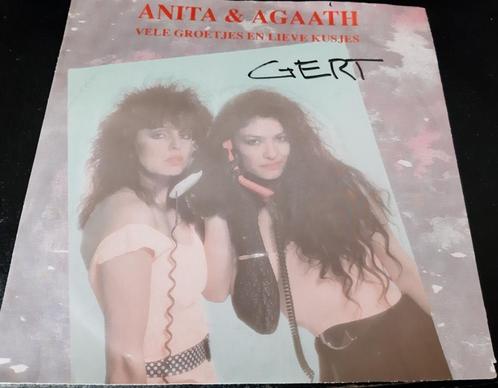 ANITA & AGAATH
VELE GROETJES EN LIEVE KUSJES
GERT